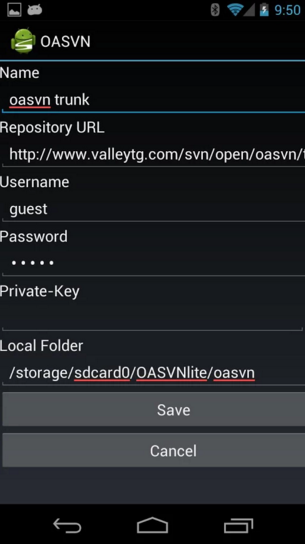 9:50
OASVN
Name
oasvn trunk
Repository URL
http://www.valleytg.com/svn/open/oasvn/t
Username
guest
Password
•••••
Private-Key
Local Folder
/storage/sdcard0/OASVNlite/oasvn
Save
Cancel